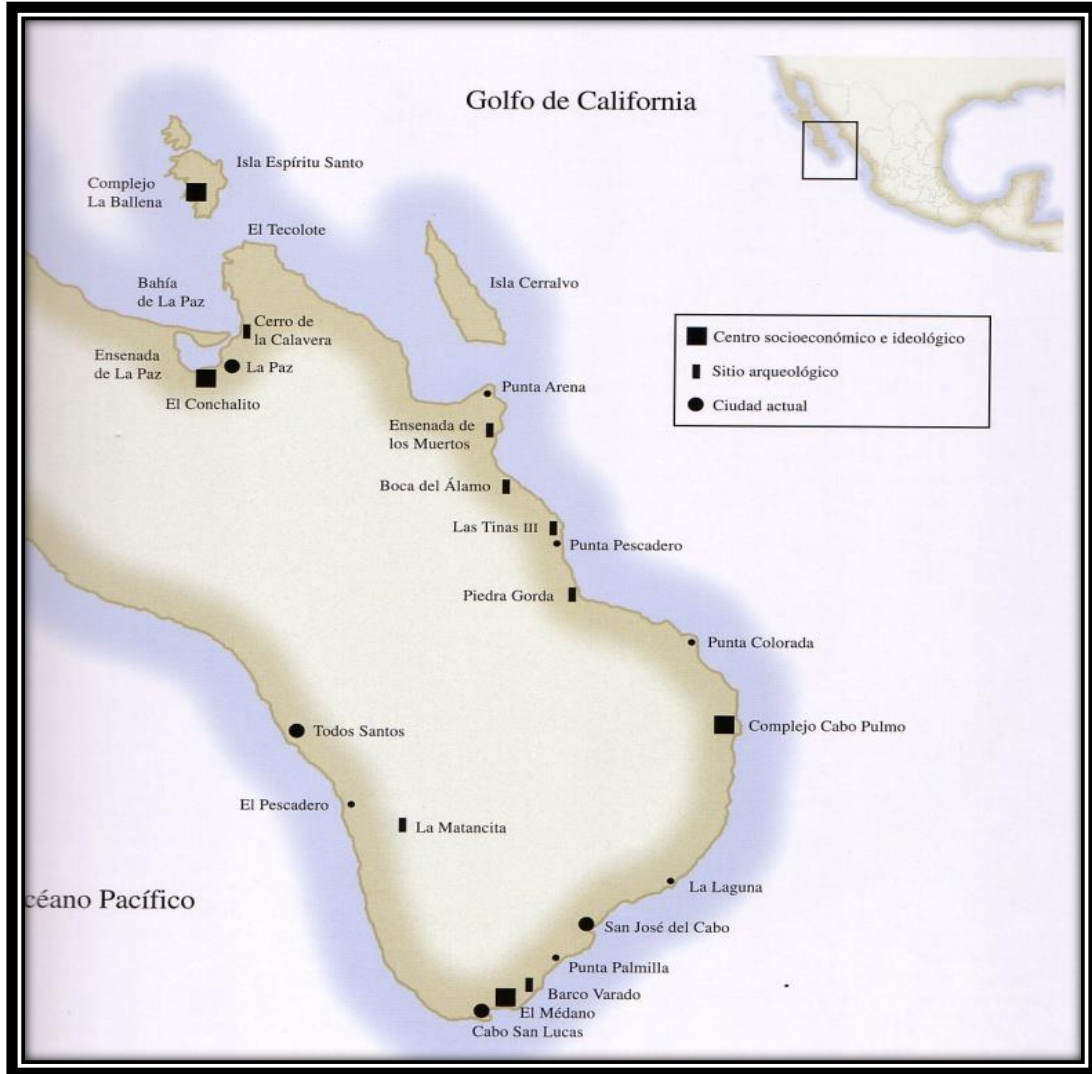 Golfo de California
Isla Espíritu Santo
Complejo
La Ballena
El Tecolote
Bahía
de La Paz
Isla Cerralvo
Cerro de
la Calavera
Ensenada
de La Paz
La Paz
El Conchalito
Centro socioeconómico e ideológico
Sitio arqueológico
Ciudad actual
Punta Arena
Ensenada de
los Muertos
Boca del Álamo
Las Tinas III
Punta Pescadero
Piedra Gorda
Punta Colorada
Complejo Cabo Pulmo
Todos Santos
El Pescadero
La Matancita
céano Pacífico
La Laguna
San José del Cabo
Punta Palmilla
Barco Varado
El Médano
Cabo San Lucas